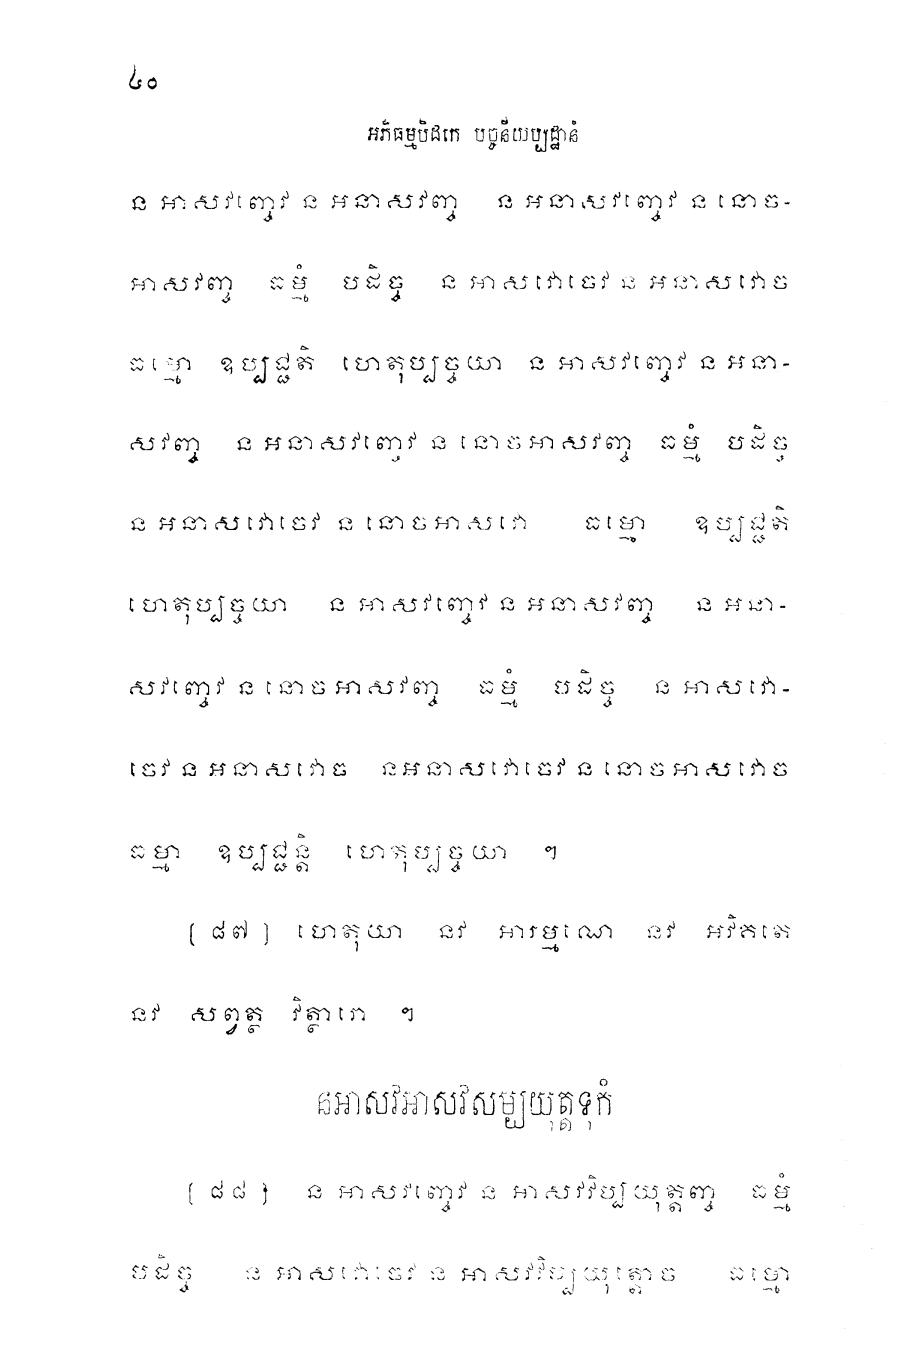 ៤០
អភិធម្មបិដកេ បច្ចនីយប្បដ្ឋានំ
ន អាសវញ្ចេវ ន អនាសវញ្ច ន អនាសវញ្ចេវ ន នោច-
អាសវញ្ច ធម្មំ បដិច្ច ន អាសវោចេវ ន អនាសវោច
ធម្មោ ឧប្បជ្ជតិ ហេតុប្បច្ចយា ន អាសវញ្ចេវ ន អនា-
សវញ្ច ន អនាសវញ្ចេវ ន នោចអាសវញ្ច ធម្មំ បដិច្ច
ន អនាសវោចេវ ន នោចអាសវោ ធម្មោ ឧប្បជ្ជតិ
ហេតុប្បច្ចយា ន អាសវញ្ចេវ ន អនាសវញ្ច ន អនា-
សវញ្ចេវ ន នោចអាសវញ្ច ធម្មំ បដិច្ច ន អាសវោ-
ចេវ ន អនាសវោច នអនាសវោចេវ ន នោចអាសវោច
ធម្មា ឧប្បជ្ជន្តិ ហេតុប្បច្ចយា ។
[ ៨៧ ] ហេតុយា នវ អារម្មណេ នវ អវិគតេ
នវ សព្វត្ថ វិត្ថារោ ។
នអាសវអាសវសម្បយុត្តទុកំ
[ ៨៨ ] ន អាសវញ្ចេវ ន អាសវវិប្បយុត្តញ្ច ធម្មំ
បដិច្ច ន អាសវោចេវ ន អាសវវិប្បយុត្តោច ធម្មោ